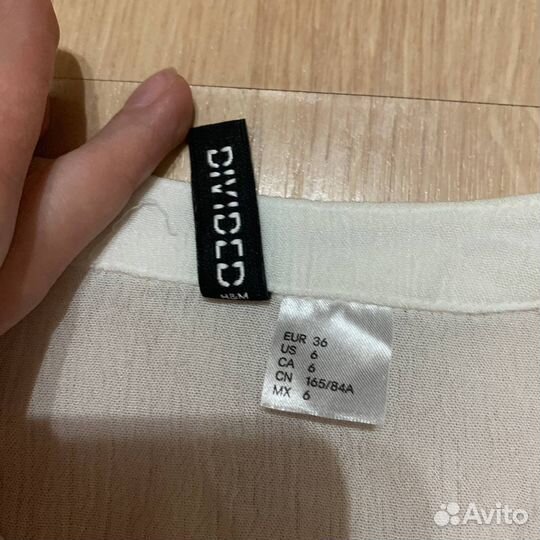 DIVIDED
H&M
EUR 36
US 6
CA 6
CN 165/84A
MX 6
Avito